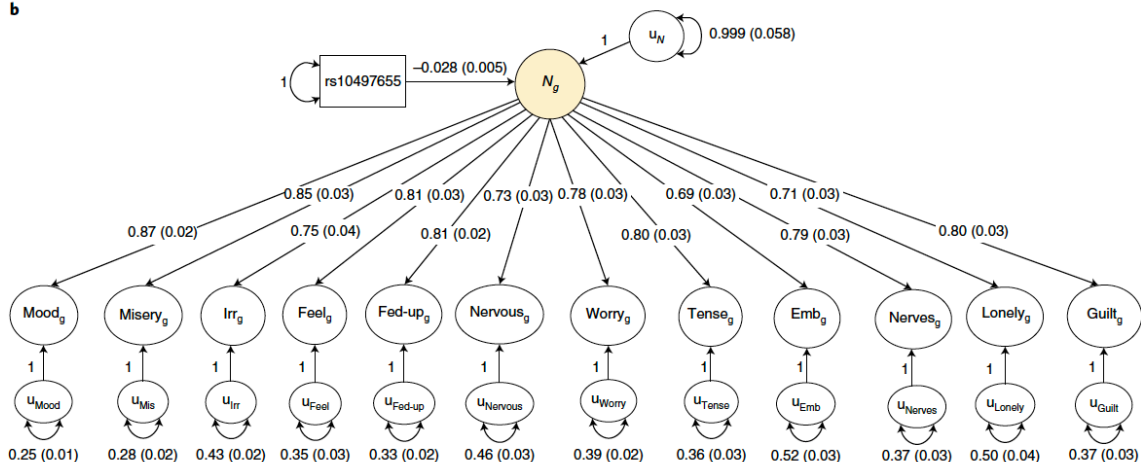 b
u_N
0.999 (0.058)
1
−0.028 (0.005)
1
rs10497655
N_g
0.85 (0.03)
0.81 (0.03)
0.73 (0.03)
0.78 (0.03)
0.69 (0.03)
0.71 (0.03)
0.87 (0.02)
0.75 (0.04)
0.81 (0.02)
0.80 (0.03)
0.79 (0.03)
0.80 (0.03)
Mood_g
Misery_g
Irr_g
Feel_g
Fed-up_g
Nervous_g
Worry_g
Tense_g
Emb_g
Nerves_g
Lonely_g
Guilt_g
1 1 1 1 1 1 1 1 1 1 1 1
u_Mood
u_Mis
u_Irr
u_Feel
u_Fed-up
u_Nervous
u_Worry
u_Tense
u_Emb
u_Nerves
u_Lonely
u_Guilt
0.25 (0.01)
0.28 (0.02)
0.43 (0.02)
0.35 (0.03)
0.33 (0.02)
0.46 (0.03)
0.39 (0.02)
0.36 (0.03)
0.52 (0.03)
0.37 (0.03)
0.50 (0.04)
0.37 (0.03)